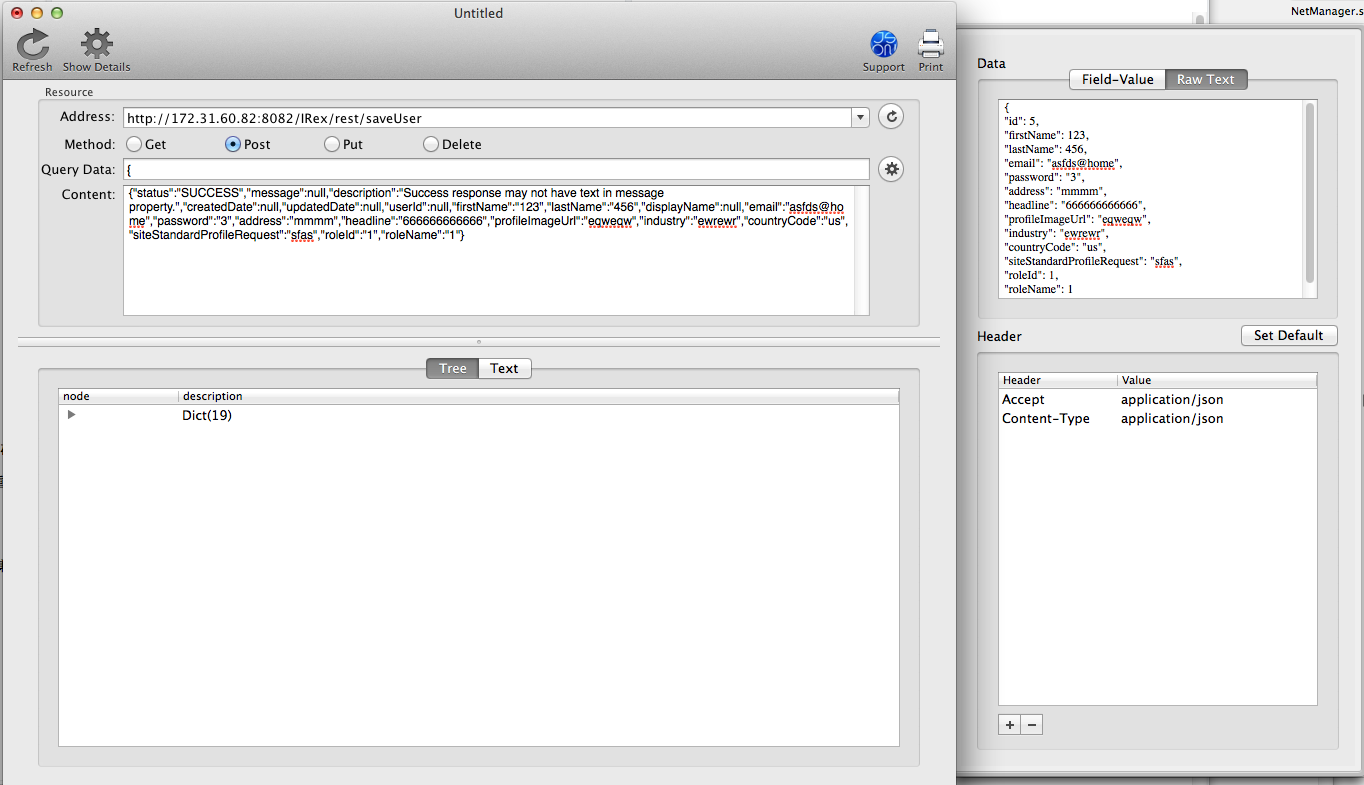 Untitled
NetManager.s
Refresh Show Details Support Print
Resource
Address: http://172.31.60.82:8082/IRex/rest/saveUser
Method: Get Post Put Delete
Query Data: {
Content: {"status":"SUCCESS","message":null,"description":"Success response may not have text in message
property.","createdDate":null,"updatedDate":null,"userId":null,"firstName":"123","lastName":"456","displayName":null,"email":"asfds@ho
me","password":"3","address":"mmmm","headline":"666666666666","profileImageUrl":"eqweqw","industry":"ewrewr","countryCode":"us",
"siteStandardProfileRequest":"sfas","roleId":"1","roleName":"1"}
Tree Text
node description
Dict(19)
Data
Field-Value Raw Text
{
"id": 5,
"firstName": 123,
"lastName": 456,
"email": "asfds@home",
"password": "3",
"address": "mmmm",
"headline": "666666666666",
"profileImageUrl": "eqweqw",
"industry": "ewrewr",
"countryCode": "us",
"siteStandardProfileRequest": "sfas",
"roleId": 1,
"roleName": 1
Header Set Default
Header Value
Accept application/json
Content-Type application/json